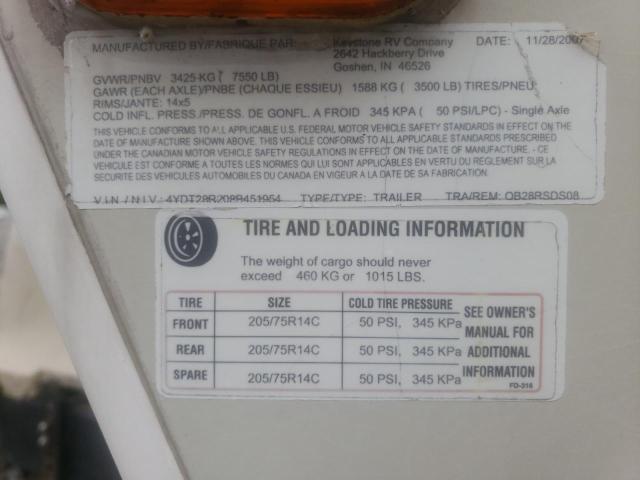 MANUFACTURED BY/FABRIQUE PAR: Keystone RV Company DATE: 11/28/2007
2642 Hackberry Drive
Goshen, IN 46526
GVWR/PNBV 3425 KG ( 7550 LB)
GAWR (EACH AXLE)/PNBE (CHAQUE ESSIEU) 1588 KG ( 3500 LB) TIRES/PNEU
RIMS/JANTE: 14x5
COLD INFL. PRESS./PRESS. DE GONFL. A FROID 345 KPA ( 50 PSI/LPC) - Single Axle
THIS VEHICLE CONFORMS TO ALL APPLICABLE U.S. FEDERAL MOTOR VEHICLE SAFETY STANDARDS IN EFFECT ON THE
DATE OF MANUFACTURE SHOWN ABOVE. THIS VEHICLE CONFORMS TO ALL APPLICABLE STANDARDS PRESCRIBED
UNDER THE CANADIAN MOTOR VEHICLE SAFETY REGULATIONS IN EFFECT ON THE DATE OF MANUFACTURE. - CE
VEHICULE EST CONFORME A TOUTES LES NORMES QUI LUI SONT APPLICABLES EN VERTU DU REGLEMENT SUR LA
SECURITE DES VEHICULES AUTOMOBILES DU CANADA EN VIGUEUR A LA DATE DE SA FABRICATION.
V.I.N. / N.I.V.: 4YDT28R208B451954 TYPE/TYPE: TRAILER TRA/REM: OB28RSDS08
TIRE AND LOADING INFORMATION
The weight of cargo should never
exceed 460 KG or 1015 LBS.
TIRE SIZE COLD TIRE PRESSURE
FRONT 205/75R14C 50 PSI, 345 KPa
REAR 205/75R14C 50 PSI, 345 KPa
SPARE 205/75R14C 50 PSI, 345 KPa
SEE OWNER'S
MANUAL FOR
ADDITIONAL
INFORMATION
FD-316